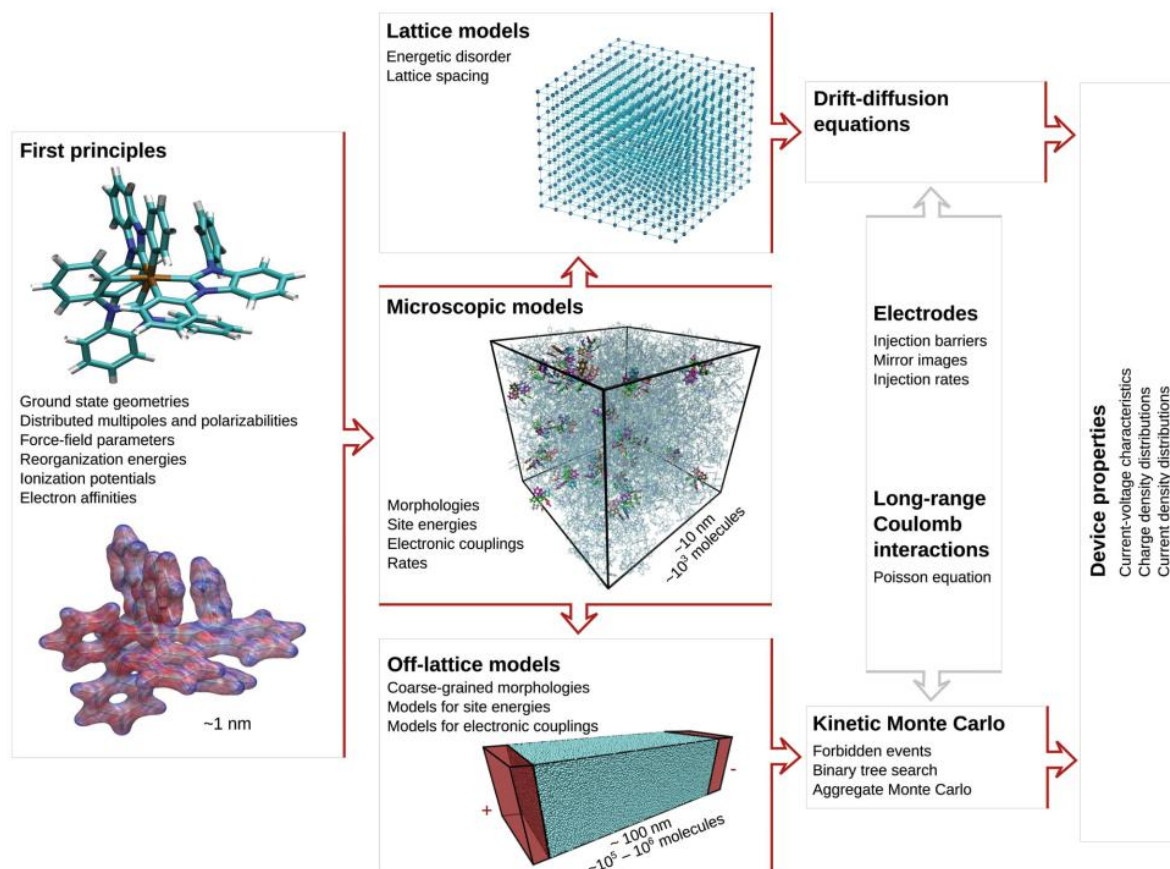 First principles
Ground state geometries
Distributed multipoles and polarizabilities
Force-field parameters
Reorganization energies
Ionization potentials
Electron affinities
~1 nm
Lattice models
Energetic disorder
Lattice spacing
Microscopic models
Morphologies
Site energies
Electronic couplings
Rates
~10 nm
~10³ molecules
Off-lattice models
Coarse-grained morphologies
Models for site energies
Models for electronic couplings
+
-
~ 100 nm
~10⁵ – 10⁶ molecules
Drift-diffusion
equations
Electrodes
Injection barriers
Mirror images
Injection rates
Long-range
Coulomb
interactions
Poisson equation
Kinetic Monte Carlo
Forbidden events
Binary tree search
Aggregate Monte Carlo
Device properties
Current-voltage characteristics
Charge density distributions
Current density distributions